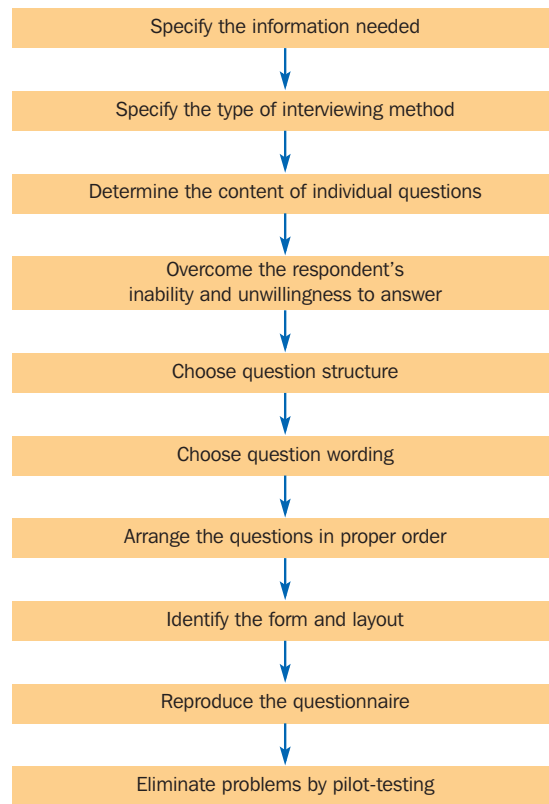 Specify the information needed
Specify the type of interviewing method
Determine the content of individual questions
Overcome the respondent’s
inability and unwillingness to answer
Choose question structure
Choose question wording
Arrange the questions in proper order
Identify the form and layout
Reproduce the questionnaire
Eliminate problems by pilot-testing